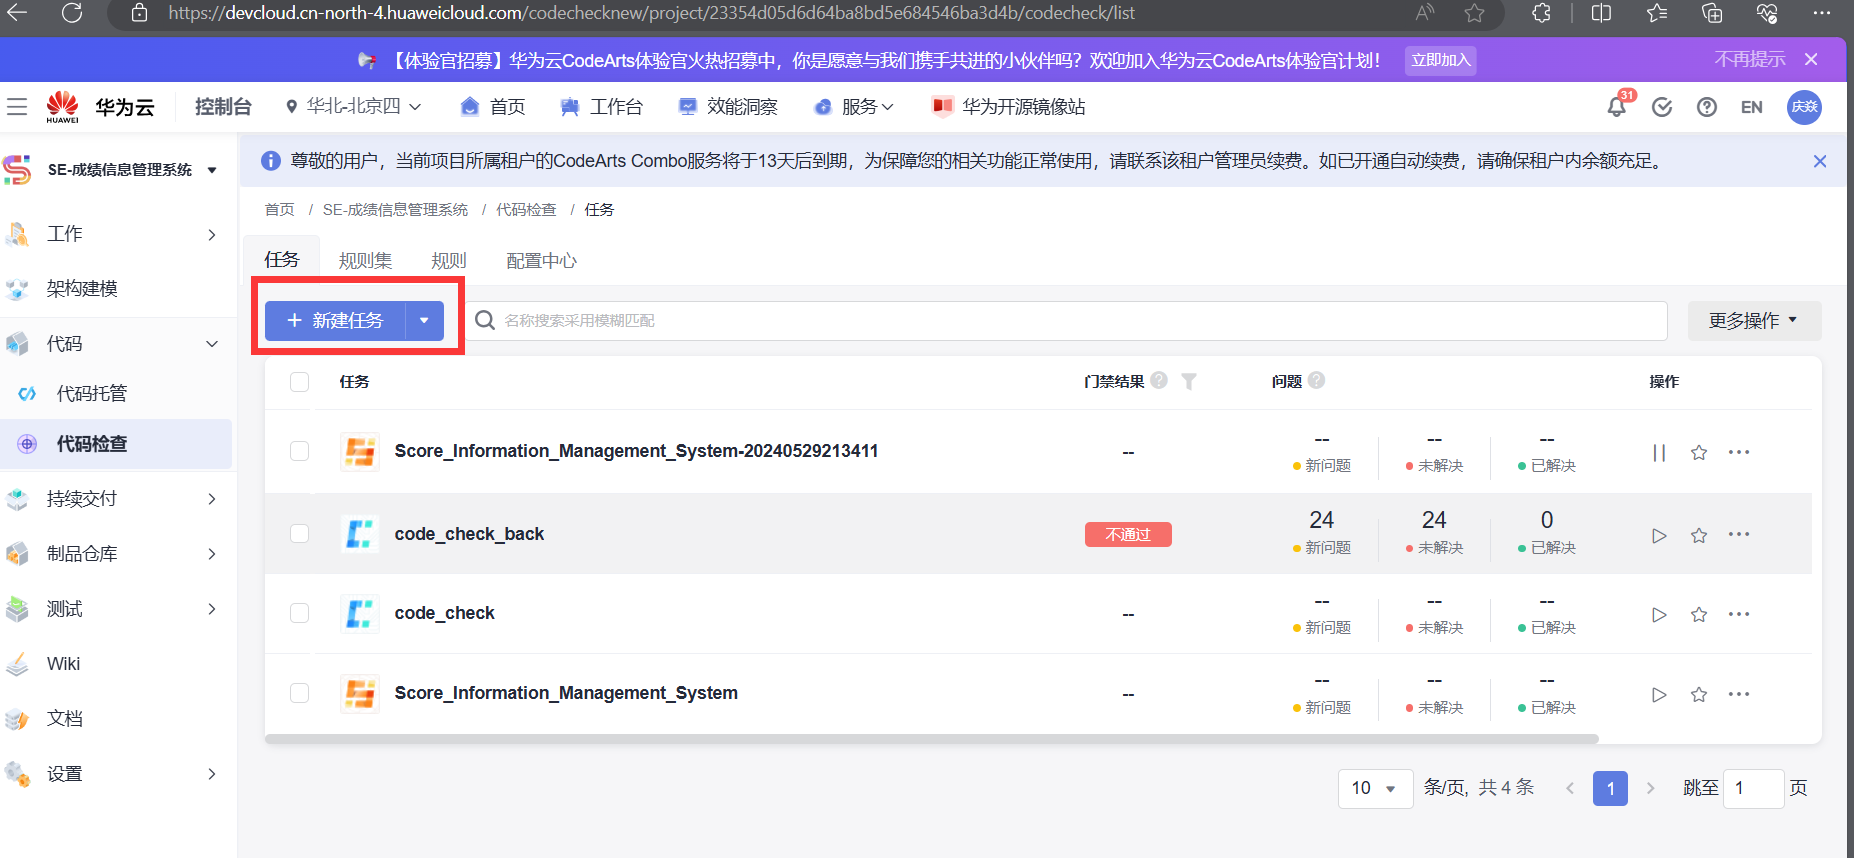 https://devcloud.cn-north-4.huaweicloud.com/codechecknew/project/23354d05d6d64ba8bd5e684546ba3d4b/codecheck/list
【体验官招募】华为云CodeArts体验官火热招募中，你是愿意与我们携手共进的小伙伴吗？欢迎加入华为云CodeArts体验官计划！ 立即加入 不再提示
HUAWEI 华为云 控制台 华北-北京四 首页 工作台 效能洞察 服务 华为开源镜像站 31 EN 庆焱
SE-成绩信息管理系统
尊敬的用户，当前项目所属租户的CodeArts Combo服务将于13天后到期，为保障您的相关功能正常使用，请联系该租户管理员续费。如已开通自动续费，请确保租户内余额充足。
首页 / SE-成绩信息管理系统 / 代码检查 / 任务
工作
架构建模
代码
代码托管
代码检查
持续交付
制品仓库
测试
Wiki
文档
设置
任务 规则集 规则 配置中心
+ 新建任务 名称搜索采用模糊匹配 更多操作
任务 门禁结果 问题 操作
Score_Information_Management_System-20240529213411 -- -- -- --
新问题 未解决 已解决
code_check_back 不通过 24 24 0
新问题 未解决 已解决
code_check -- -- -- --
新问题 未解决 已解决
Score_Information_Management_System -- -- -- --
新问题 未解决 已解决
10 条/页, 共 4 条 1 跳至 1 页